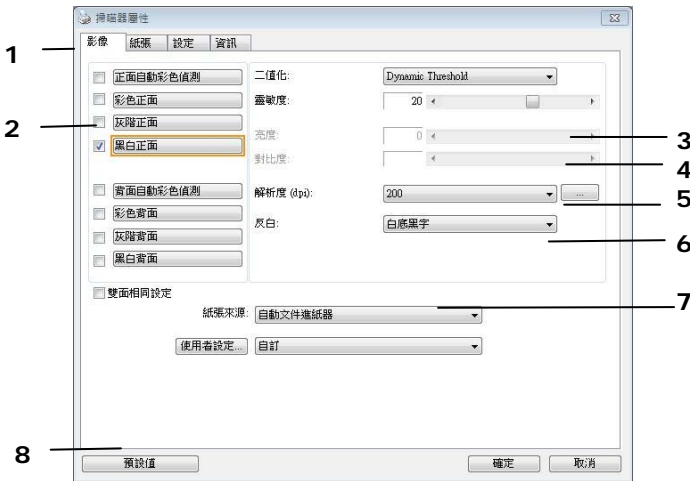 掃瞄器屬性
影像 紙張 設定 資訊
1
正面自動彩色偵測
彩色正面
2
灰階正面
黑白正面
背面自動彩色偵測
彩色背面
灰階背面
黑白背面
二值化: Dynamic Threshold
靈敏度: 20
亮度: 0
3
對比度:
4
解析度 (dpi): 200 ...
5
反白: 白底黑字
6
雙面相同設定
紙張來源: 自動文件進紙器
7
使用者設定... 自訂
8
預設值 確定 取消